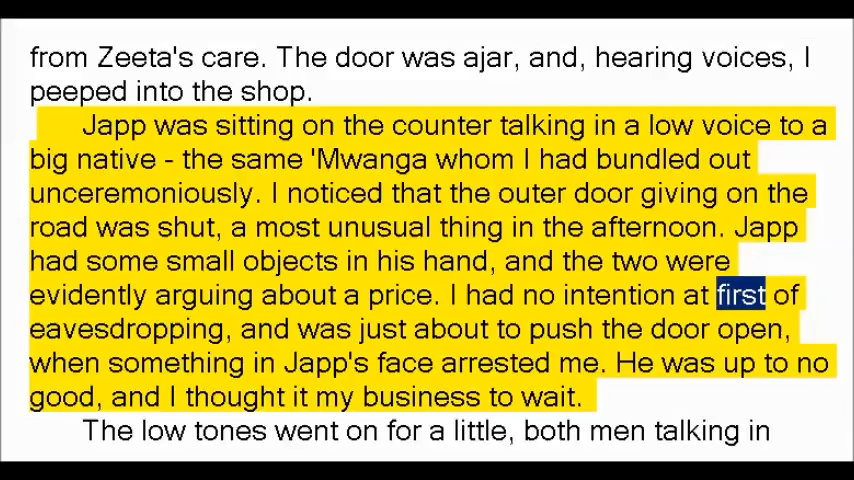 from Zeeta's care. The door was ajar, and, hearing voices, I
peeped into the shop.
Japp was sitting on the counter talking in a low voice to a
big native - the same 'Mwanga whom I had bundled out
unceremoniously. I noticed that the outer door giving on the
road was shut, a most unusual thing in the afternoon. Japp
had some small objects in his hand, and the two were
evidently arguing about a price. I had no intention at first of
eavesdropping, and was just about to push the door open,
when something in Japp's face arrested me. He was up to no
good, and I thought it my business to wait.
The low tones went on for a little, both men talking in